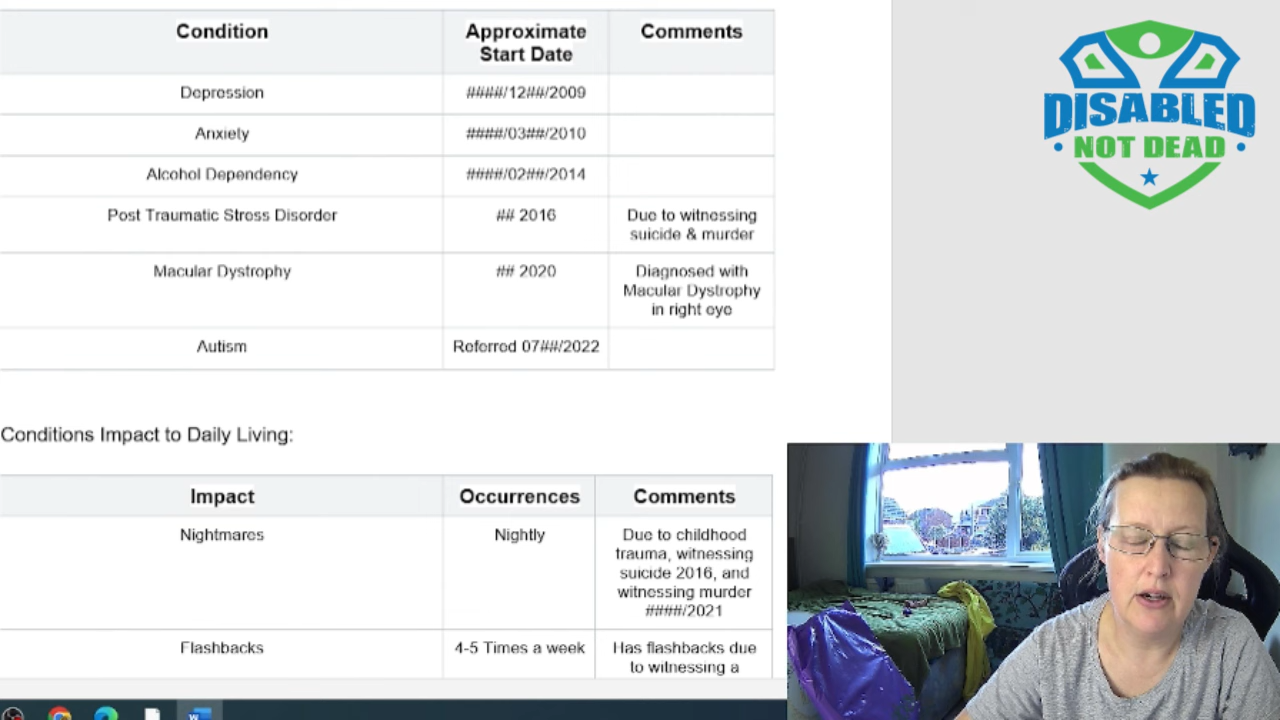 Condition
Approximate
Start Date
Comments
Depression
####/12##/2009
Anxiety
####/03##/2010
Alcohol Dependency
####/02##/2014
Post Traumatic Stress Disorder
## 2016
Due to witnessing
suicide & murder
Macular Dystrophy
## 2020
Diagnosed with
Macular Dystrophy
in right eye
Autism
Referred 07##/2022
Conditions Impact to Daily Living:
Impact
Occurrences
Comments
Nightmares
Nightly
Due to childhood
trauma, witnessing
suicide 2016, and
witnessing murder
####/2021
Flashbacks
4-5 Times a week
Has flashbacks due
to witnessing a
DISABLED
NOT DEAD